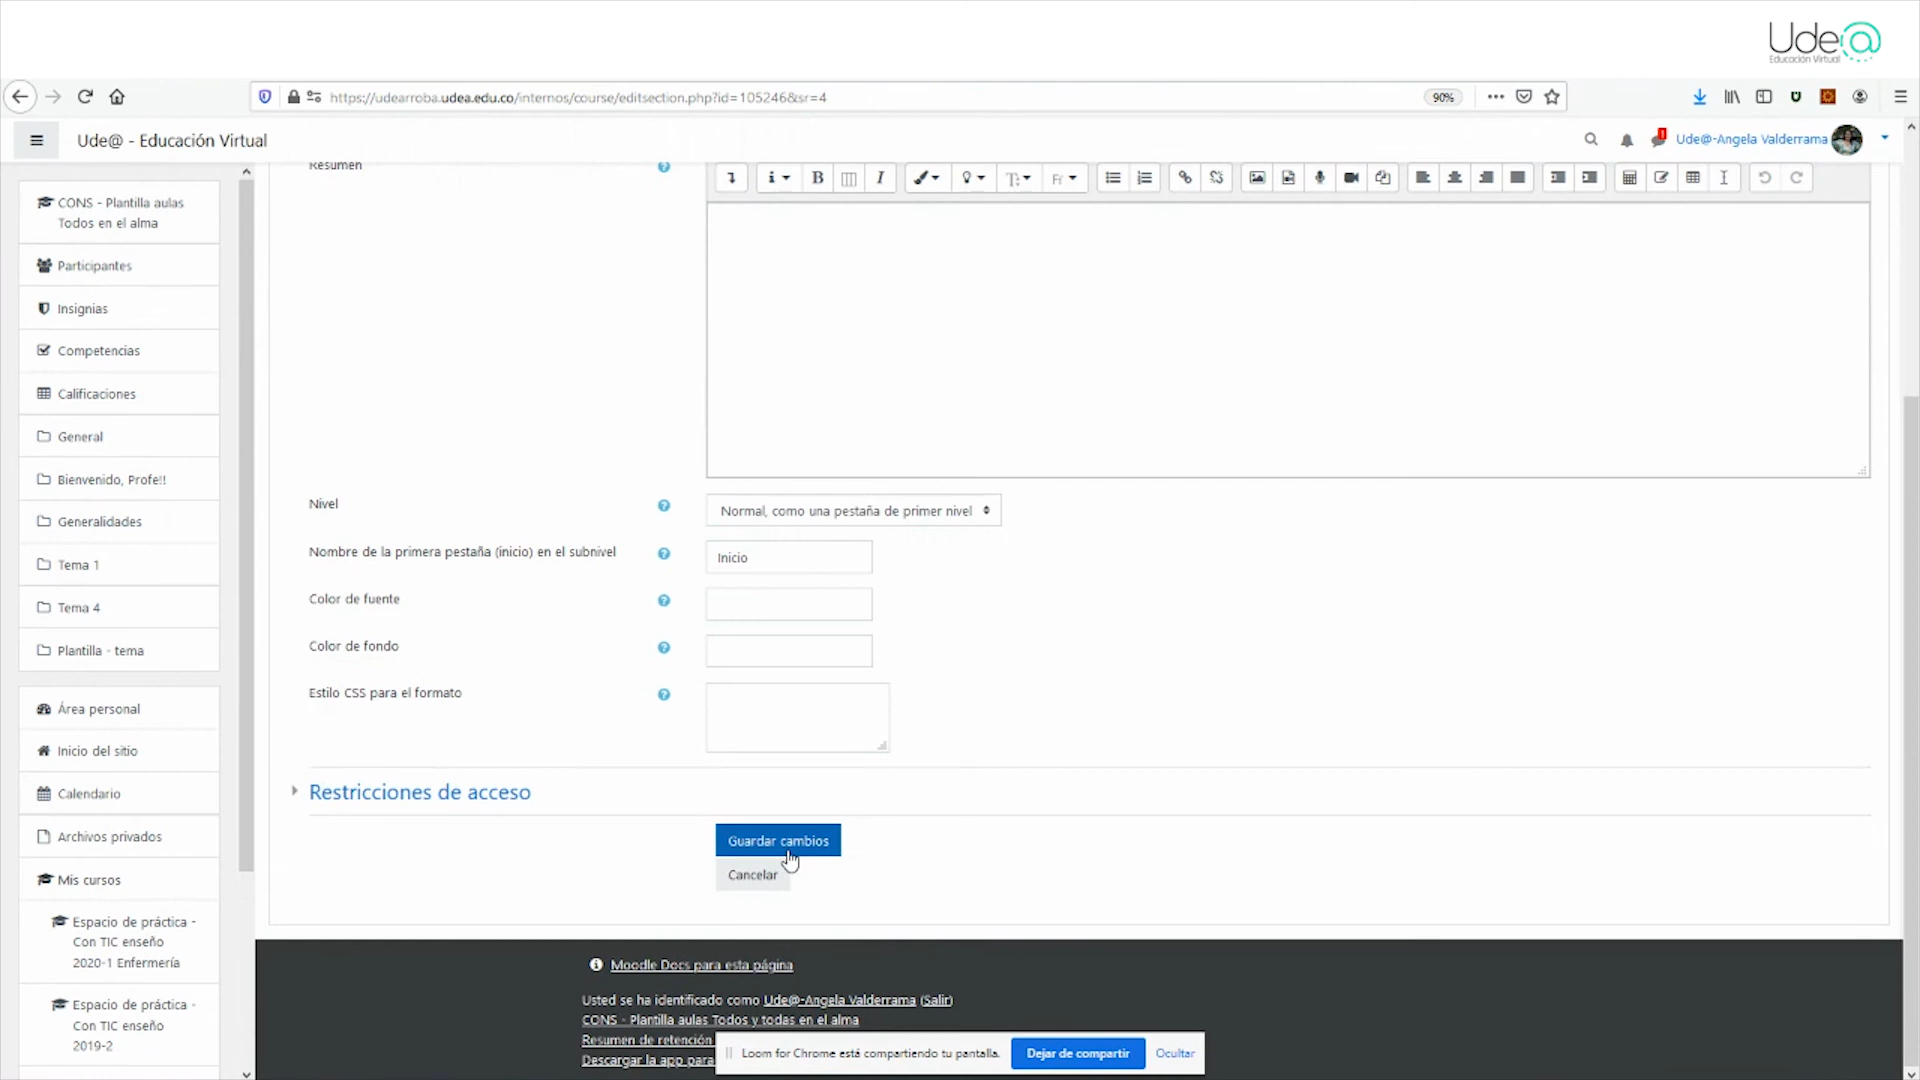 Ude@
Educación Virtual
https://udearroba.udea.edu.co/internos/course/editsection.php?id=105246&sr=4
90%
Ude@ - Educación Virtual
Ude@-Angela Valderrama
Resumen
CONS - Plantilla aulas
Todos en el alma
Participantes
Insignias
Competencias
Calificaciones
General
Bienvenido, Profe!!
Generalidades
Tema 1
Tema 4
Plantilla - tema
Área personal
Inicio del sitio
Calendario
Archivos privados
Mis cursos
Espacio de práctica -
Con TIC enseño
2020-1 Enfermería
Espacio de práctica -
Con TIC enseño
2019-2
Nivel
Normal, como una pestaña de primer nivel
Nombre de la primera pestaña (inicio) en el subnivel
Inicio
Color de fuente
Color de fondo
Estilo CSS para el formato
Restricciones de acceso
Guardar cambios
Cancelar
Moodle Docs para esta página
Usted se ha identificado como Ude@-Angela Valderrama (Salir)
CONS - Plantilla aulas Todos y todas en el alma
Resumen de retención
Descargar la app para
Loom for Chrome está compartiendo tu pantalla.
Dejar de compartir
Ocultar